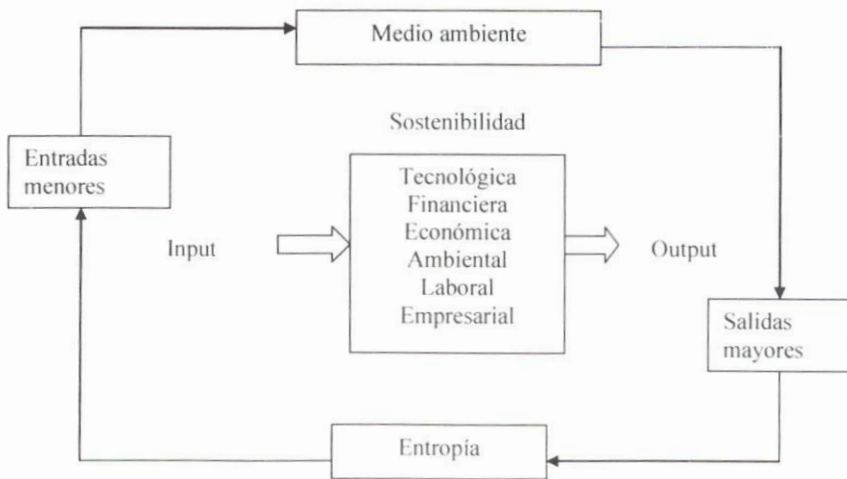 Medio ambiente
Sostenibilidad
Entradas
menores
Tecnológica
Financiera
Económica
Ambiental
Laboral
Empresarial
Input
Output
Salidas
mayores
Entropía